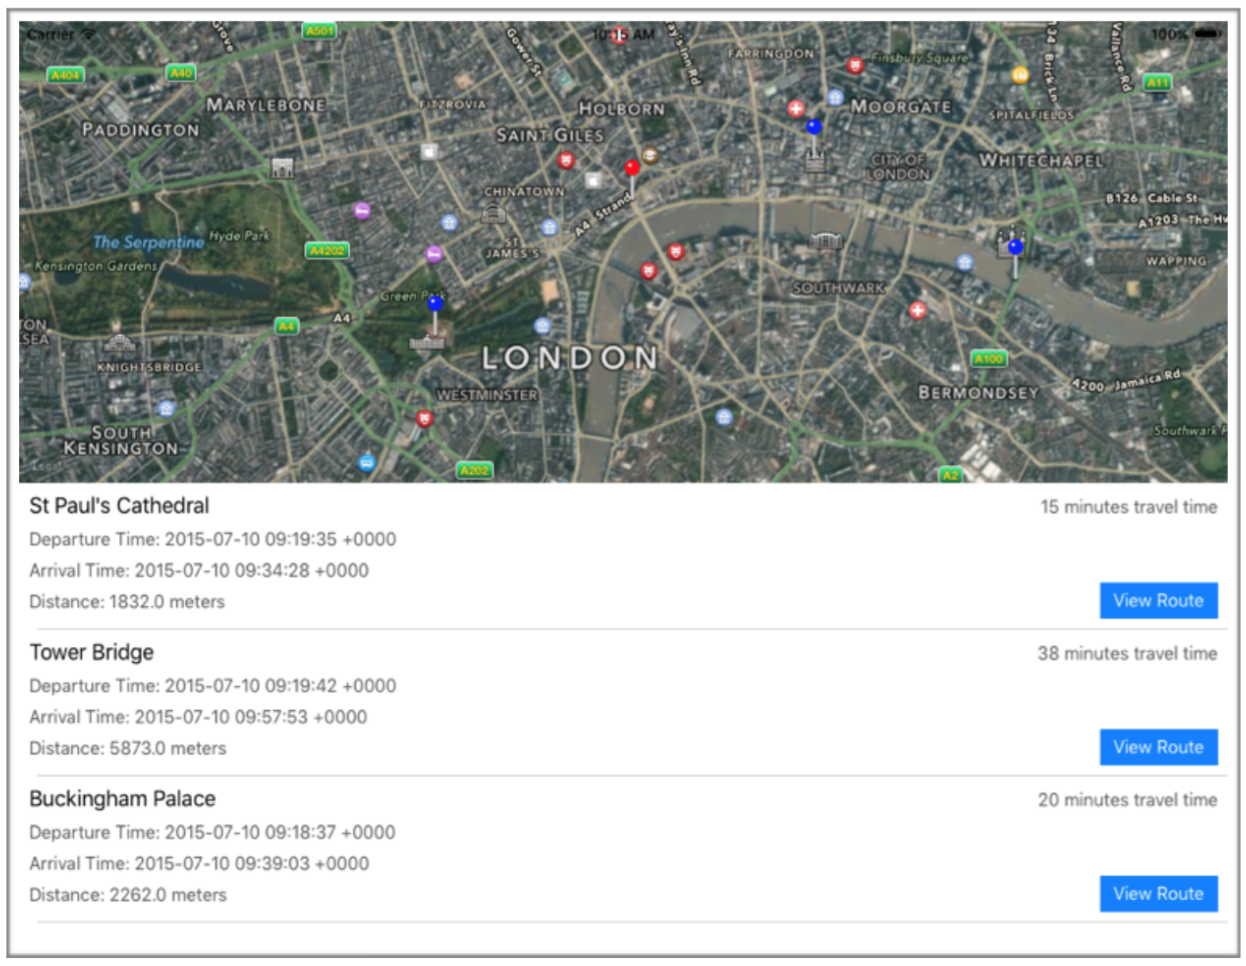 Carrier 10:15 AM 100%
A501
Grove
Gower St
Gray's Inn Rd
FARRINGDON
Finsbury Square
A404
A40
A11
Brick Ln
Vallance Rd
MARYLEBONE
FITZROVIA
HOLBORN
MOORGATE
SPITALFIELDS
PADDINGTON
SAINT GILES
CITY OF
LONDON
WHITECHAPEL
CHINATOWN
B126 Cable St
A4 Strand
A1203 The Hw
The Serpentine
Hyde Park
A4202
ST
JAMES'S
Kensington Gardens
WAPPING
SOUTHWARK
Green Park
TON
SEA
A4
A4
KNIGHTSBRIDGE
LONDON
A100
WESTMINSTER
BERMONDSEY
A200 Jamaica Rd
SOUTH
KENSINGTON
Southwark P
Legal
A202
A2
St Paul's Cathedral
15 minutes travel time
Departure Time: 2015-07-10 09:19:35 +0000
Arrival Time: 2015-07-10 09:34:28 +0000
Distance: 1832.0 meters
View Route
Tower Bridge
38 minutes travel time
Departure Time: 2015-07-10 09:19:42 +0000
Arrival Time: 2015-07-10 09:57:53 +0000
Distance: 5873.0 meters
View Route
Buckingham Palace
20 minutes travel time
Departure Time: 2015-07-10 09:18:37 +0000
Arrival Time: 2015-07-10 09:39:03 +0000
Distance: 2262.0 meters
View Route